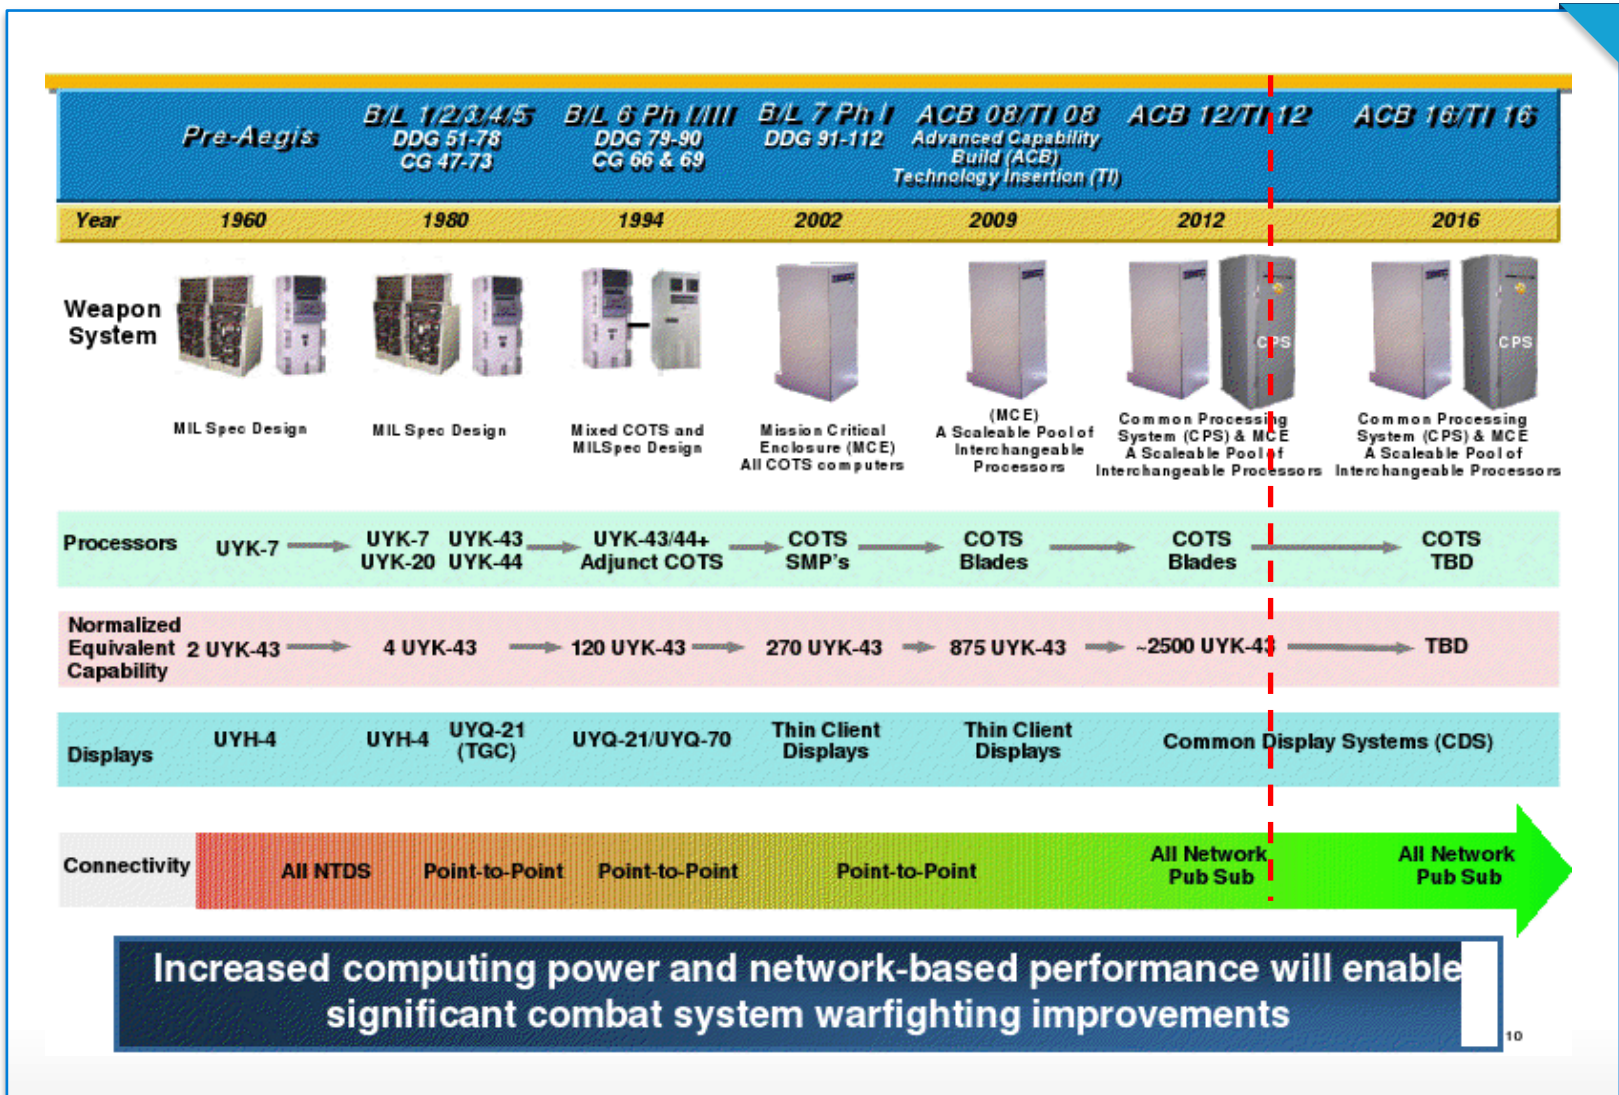 Pre-Aegis
B/L 1/2/3/4/5
DDG 51-78
CG 47-73
B/L 6 Ph I/III
DDG 79-90
CG 66 & 69
B/L 7 Ph I
DDG 91-112
ACB 08/TI 08
Advanced Capability
Build (ACB)
Technology Insertion (TI)
ACB 12/TI 12
ACB 16/TI 16
Year 1960 1980 1994 2002 2009 2012 2016
Weapon
System
CPS
CPS
MIL Spec Design
MIL Spec Design
Mixed COTS and
MILSpec Design
Mission Critical
Enclosure (MCE)
All COTS computers
(MCE)
A Scaleable Pool of
Interchangeable
Processors
Common Processing
System (CPS) & MCE
A Scaleable Pool of
Interchangeable Processors
Common Processing
System (CPS) & MCE
A Scaleable Pool of
Interchangeable Processors
Processors
UYK-7
UYK-7 UYK-43
UYK-20 UYK-44
UYK-43/44+
Adjunct COTS
COTS
SMP's
COTS
Blades
COTS
Blades
COTS
TBD
Normalized
Equivalent
Capability
2 UYK-43
4 UYK-43
120 UYK-43
270 UYK-43
875 UYK-43
~2500 UYK-43
TBD
Displays
UYH-4
UYH-4
UYQ-21
(TGC)
UYQ-21/UYQ-70
Thin Client
Displays
Thin Client
Displays
Common Display Systems (CDS)
Connectivity
All NTDS
Point-to-Point
Point-to-Point
Point-to-Point
All Network
Pub Sub
All Network
Pub Sub
Increased computing power and network-based performance will enable
significant combat system warfighting improvements
10